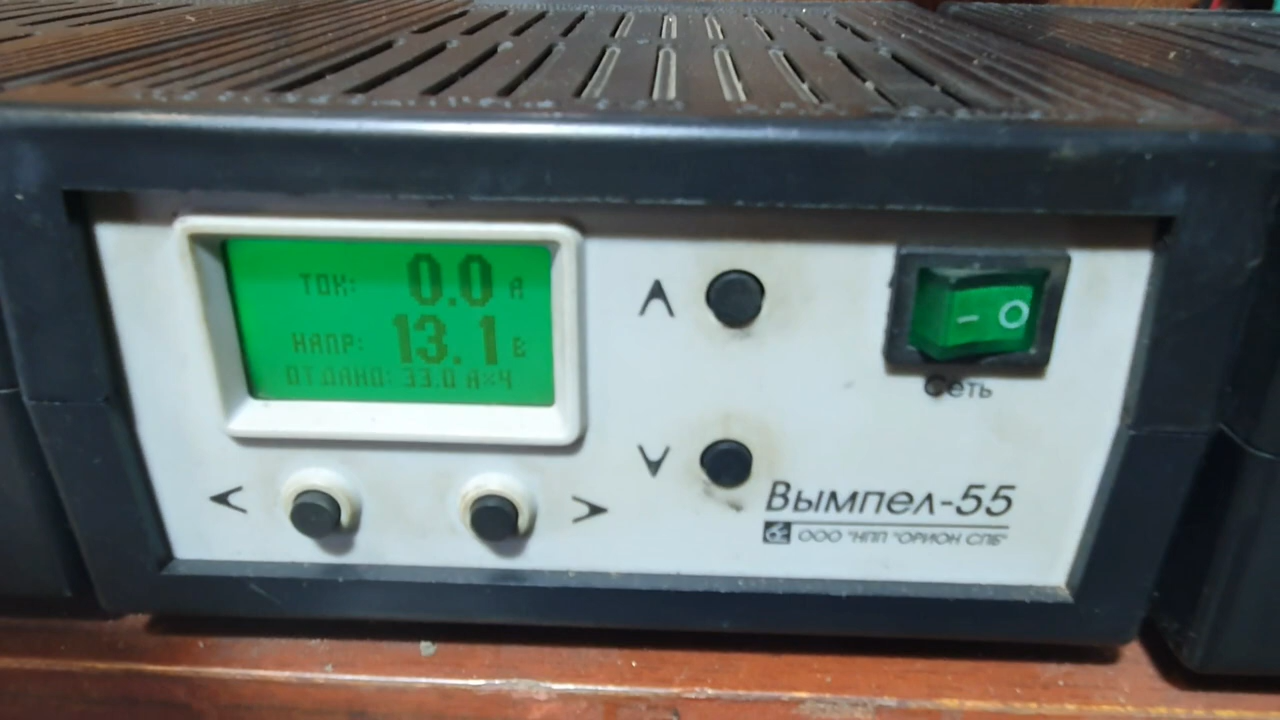 ТОК: 0.0 А
НАПР: 13.1 В
ОТДАНО: 33.0 А×Ч
Сеть
Вымпел-55
ООО "НПП "ОРИОН СПБ"